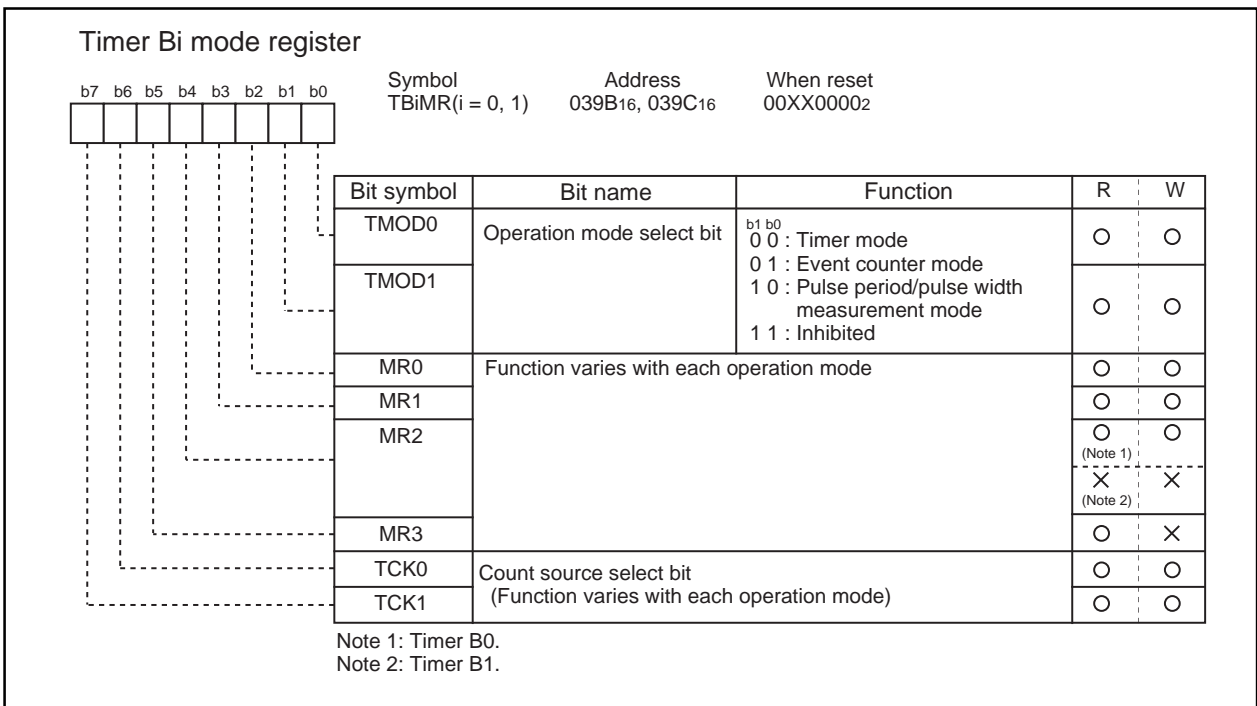 Timer Bi mode register
Symbol Address When reset
TBiMR(i = 0, 1) 039B16, 039C16 00XX00002
b7 b6 b5 b4 b3 b2 b1 b0
Bit symbol Bit name Function R W
TMOD0 Operation mode select bit b1 b0
0 0 : Timer mode
0 1 : Event counter mode
TMOD1 1 0 : Pulse period/pulse width
measurement mode
1 1 : Inhibited
MR0 Function varies with each operation mode
MR1
MR2
(Note 1)
(Note 2)
MR3
TCK0 Count source select bit
(Function varies with each operation mode)
TCK1
Note 1: Timer B0.
Note 2: Timer B1.